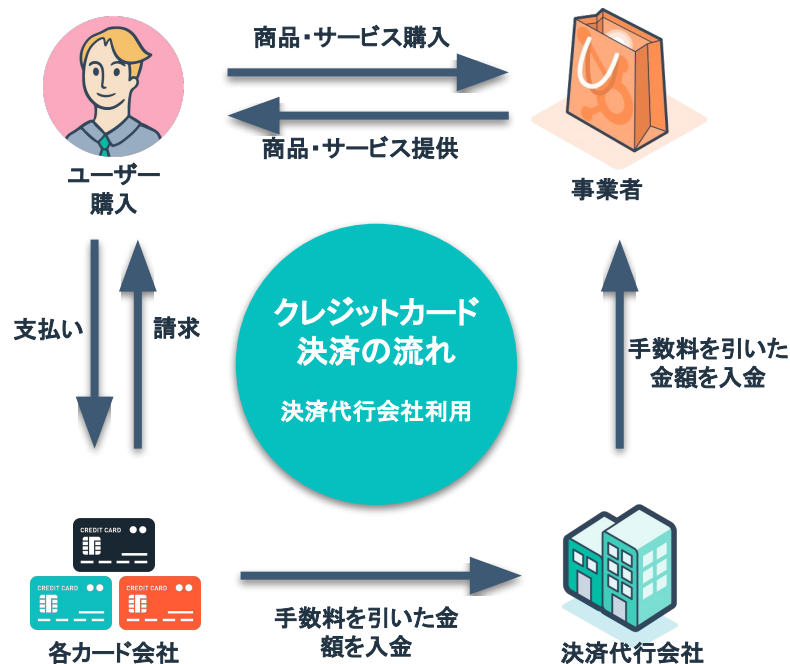 商品・サービス購入
商品・サービス提供
ユーザー
購入
事業者
クレジットカード
決済の流れ
決済代行会社利用
支払い
請求
手数料を引いた
金額を入金
CREDIT CARD
CREDIT CARD
CREDIT CARD
手数料を引いた金
額を入金
各カード会社
決済代行会社